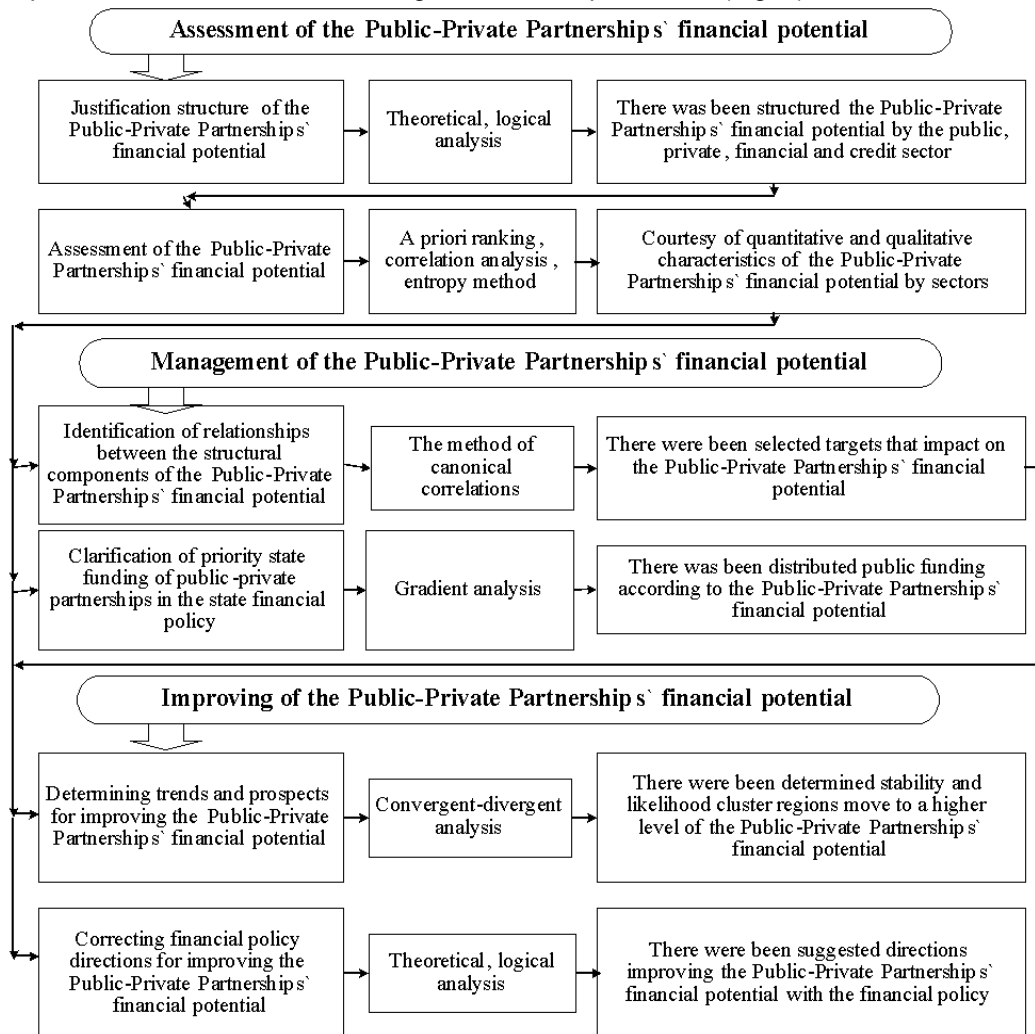 Assessment of the Public-Private Partnerships` financial potential
Justification structure of the
Public-Private Partnerships`
financial potential
Theoretical, logical
analysis
There was been structured the Public-Private
Partnerships` financial potential by the public,
private, financial and credit sector
Assessment of the Public-Private
Partnerships` financial potential
A priori ranking,
correlation analysis,
entropy method
Courtesy of quantitative and qualitative
characteristics of the Public-Private
Partnerships` financial potential by sectors
Management of the Public-Private Partnerships` financial potential
Identification of relationships
between the structural
components of the Public-Private
Partnerships` financial potential
The method of
canonical
correlations
There were been selected targets that impact on
the Public-Private Partnerships` financial
potential
Clarification of priority state
funding of public-private
partnerships in the state financial
policy
Gradient analysis
There was been distributed public funding
according to the Public-Private Partnerships`
financial potential
Improving of the Public-Private Partnerships` financial potential
Determining trends and prospects
for improving the Public-Private
Partnerships` financial potential
Convergent-divergent
analysis
There were been determined stability and
likelihood cluster regions move to a higher
level of the Public-Private Partnerships`
financial potential
Correcting financial policy
directions for improving the
Public-Private Partnerships`
financial potential
Theoretical, logical
analysis
There were been suggested directions
improving the Public-Private Partnerships`
financial potential with the financial policy